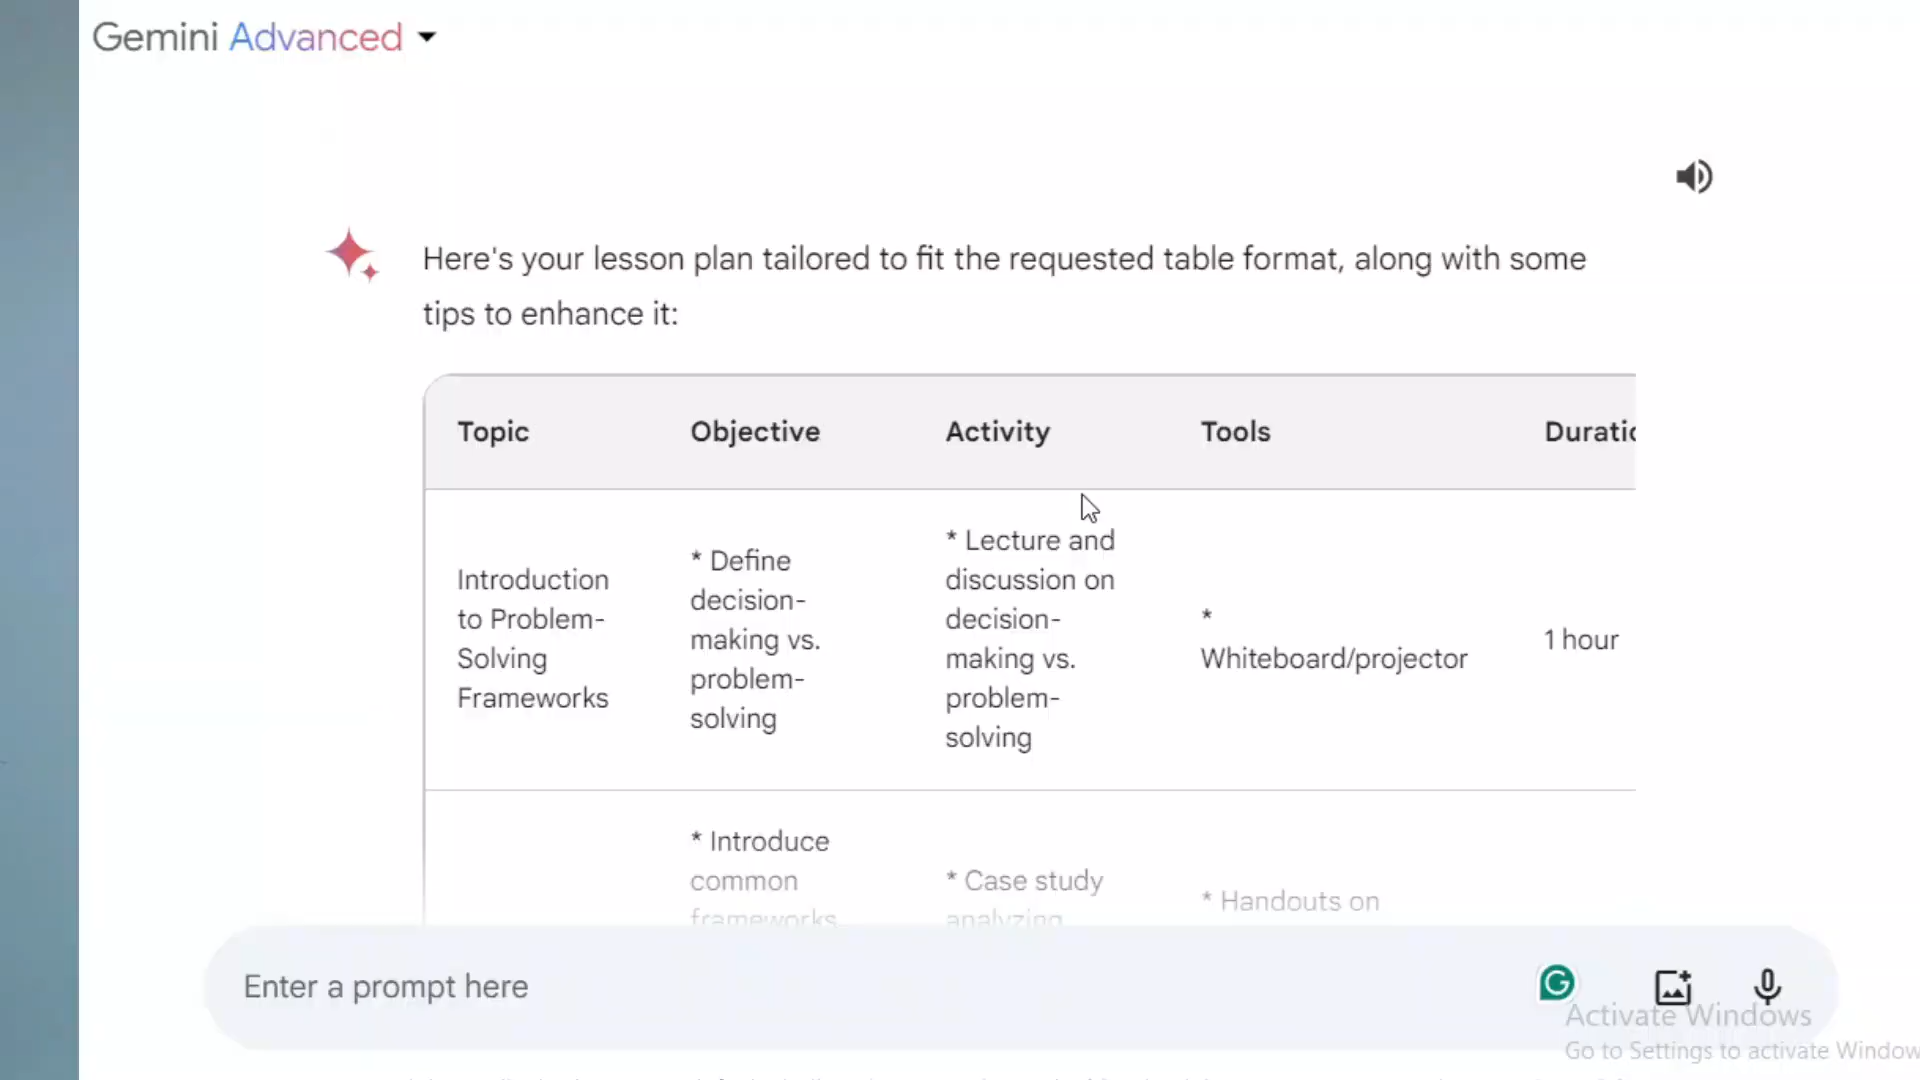 Gemini Advanced
Here's your lesson plan tailored to fit the requested table format, along with some
tips to enhance it:
Topic Objective Activity Tools
Introduction
to Problem-
Solving
Frameworks
* Define
decision-
making vs.
problem-
solving
* Lecture and
discussion on
decision-
making vs.
problem-
solving
*
Whiteboard/projector
1 hour
* Introduce
common
frameworks
* Case study
analyzing
* Handouts on
Enter a prompt here
Activate Windows
Go to Settings to activate Window